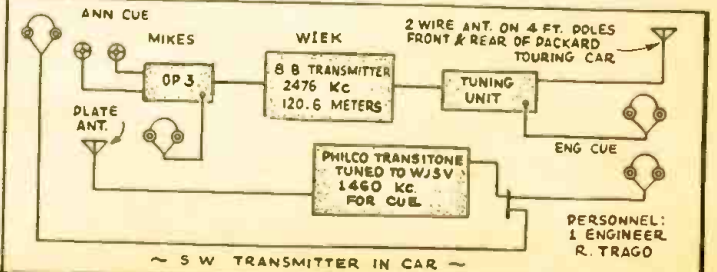 ANN CUE
MIKES
OP 3
WIEK
8 B TRANSMITTER
2476 KC
120.6 METERS
2 WIRE ANT. ON 4 FT. POLES
FRONT & REAR OF PACKARD
TOURING CAR
TUNING
UNIT
ENG CUE
PLATE
ANT.
PHILCO TRANSITONE
TUNED TO WJSV
1460 KC.
FOR CUE
PERSONNEL:
1 ENGINEER
R. TRAGO
~ S W TRANSMITTER IN CAR ~